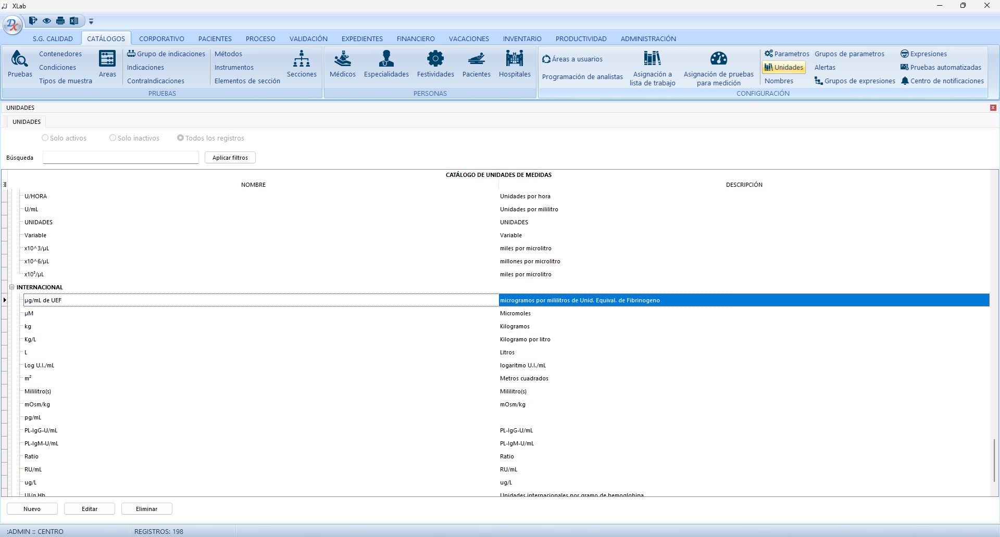 XLab
S.G. CALIDAD CATÁLOGOS CORPORATIVO PACIENTES PROCESO VALIDACIÓN EXPEDIENTES FINANCIERO VACACIONES INVENTARIO PRODUCTIVIDAD ADMINISTRACIÓN
Pruebas
Contenedores
Condiciones
Tipos de muestra
Areas
Grupo de indicaciones
Indicaciones
ContraIndicaciones
Métodos
Instrumentos
Elementos de sección
Secciones
PRUEBAS
Médicos
Especialidades
Festividades
Pacientes
Hospitales
PERSONAS
Áreas a usuarios
Programación de analistas
Asignación a
lista de trabajo
Asignación de pruebas
para medición
Parametros
Unidades
Nombres
Grupos de parametros
Alertas
Grupos de expresiones
Expresiones
Pruebas automatizadas
Centro de notificaciones
CONFIGURACIÓN
UNIDADES
UNIDADES
Solo activos Solo inactivos Todos los registros
Búsqueda Aplicar filtros
CATÁLOGO DE UNIDADES DE MEDIDAS
NOMBRE DESCRIPCIÓN
U/HORA Unidades por hora
U/mL Unidades por mililitro
UNIDADES UNIDADES
Variable Variable
x10^3/µL miles por microlitro
x10^6/µL millones por microlitro
x10³/µL miles por microlitro
INTERNACIONAL
µg/mL de UEF microgramos por mililitros de Unid. Equival. de Fibrinogeno
µM Micromoles
kg Kilogramos
Kg/L Kilogramo por litro
L Litros
Log U.I./mL logaritmo U.I./mL
m² Metros cuadrados
Mililitro(s) Mililitro(s)
mOsm/kg mOsm/kg
pg/mL
PL-IgG-U/mL PL-IgG-U/mL
PL-IgM-U/mL PL-IgM-U/mL
Ratio Ratio
RU/mL RU/mL
ug/L ug/L
UI/g Hb Unidades internacionales por gramo de hemoglobina
Nuevo Editar Eliminar
:ADMIN :: CENTRO REGISTROS: 198